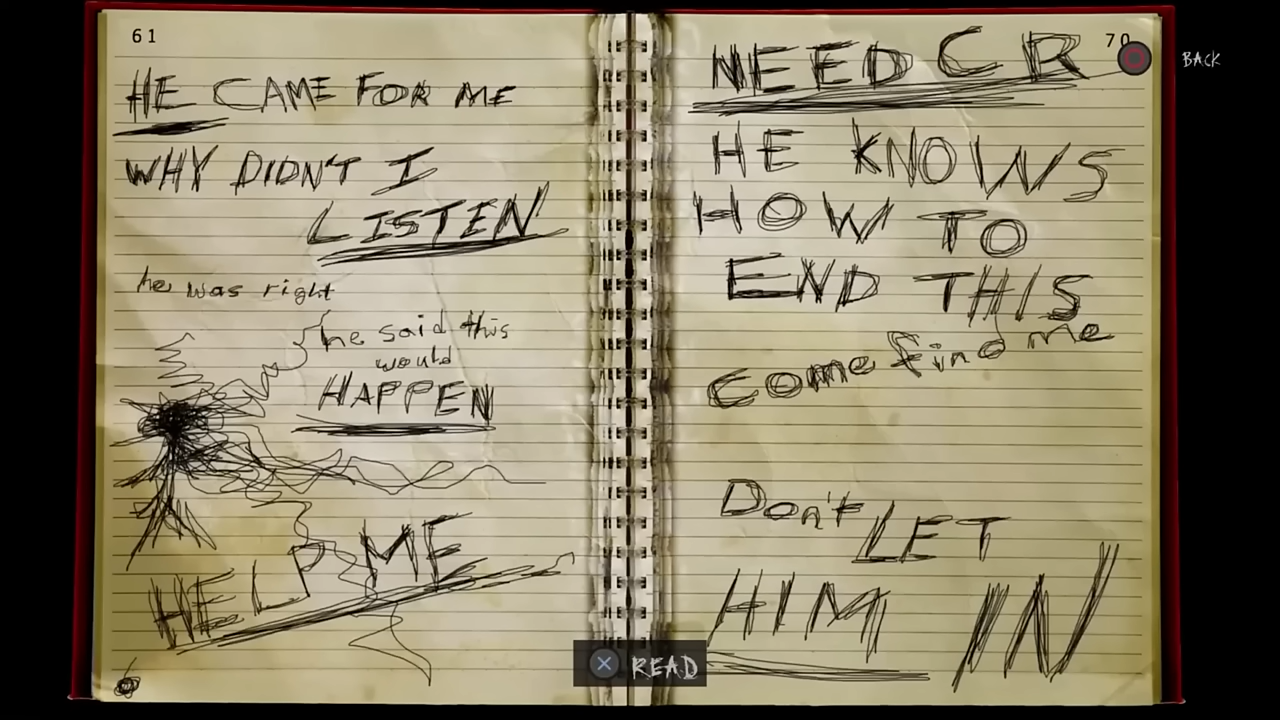 61
HE CAME FOR ME
WHY DIDN'T I
LISTEN
he was right
he said this
would
HAPPEN
HELP ME
70
NEED CR
HE KNOWS
HOW TO
END THIS
come find me
Don't LET
HIM IN
BACK
READ